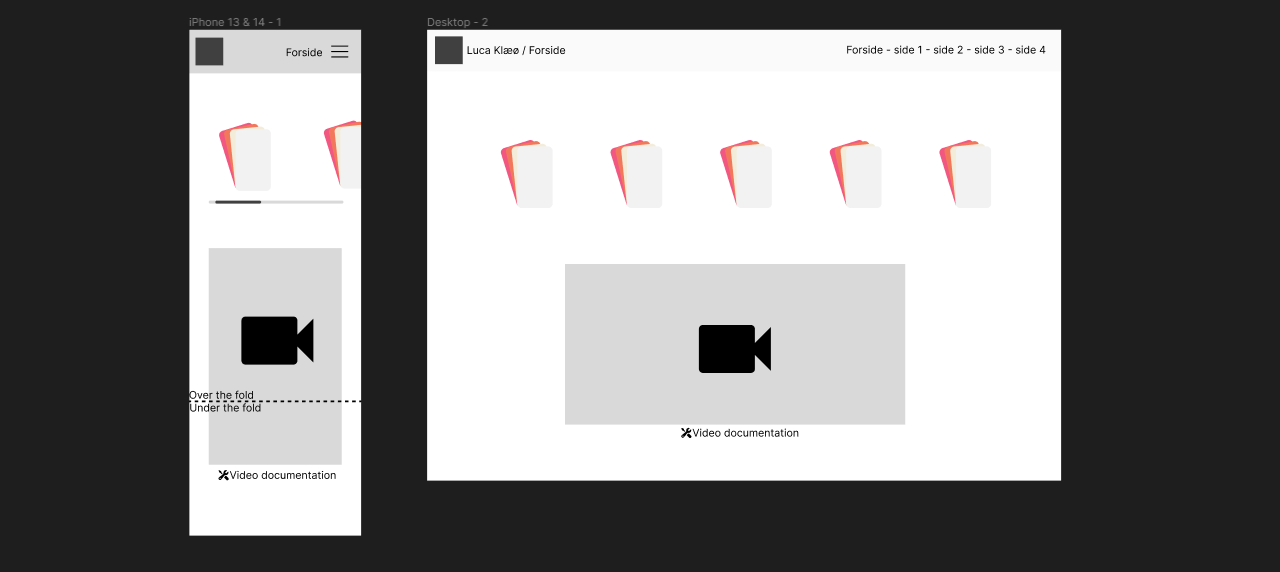 iPhone 13 & 14 - 1
Forside
Over the fold
Under the fold
Video documentation
Desktop - 2
Luca Klæø / Forside
Forside - side 1 - side 2 - side 3 - side 4
Video documentation